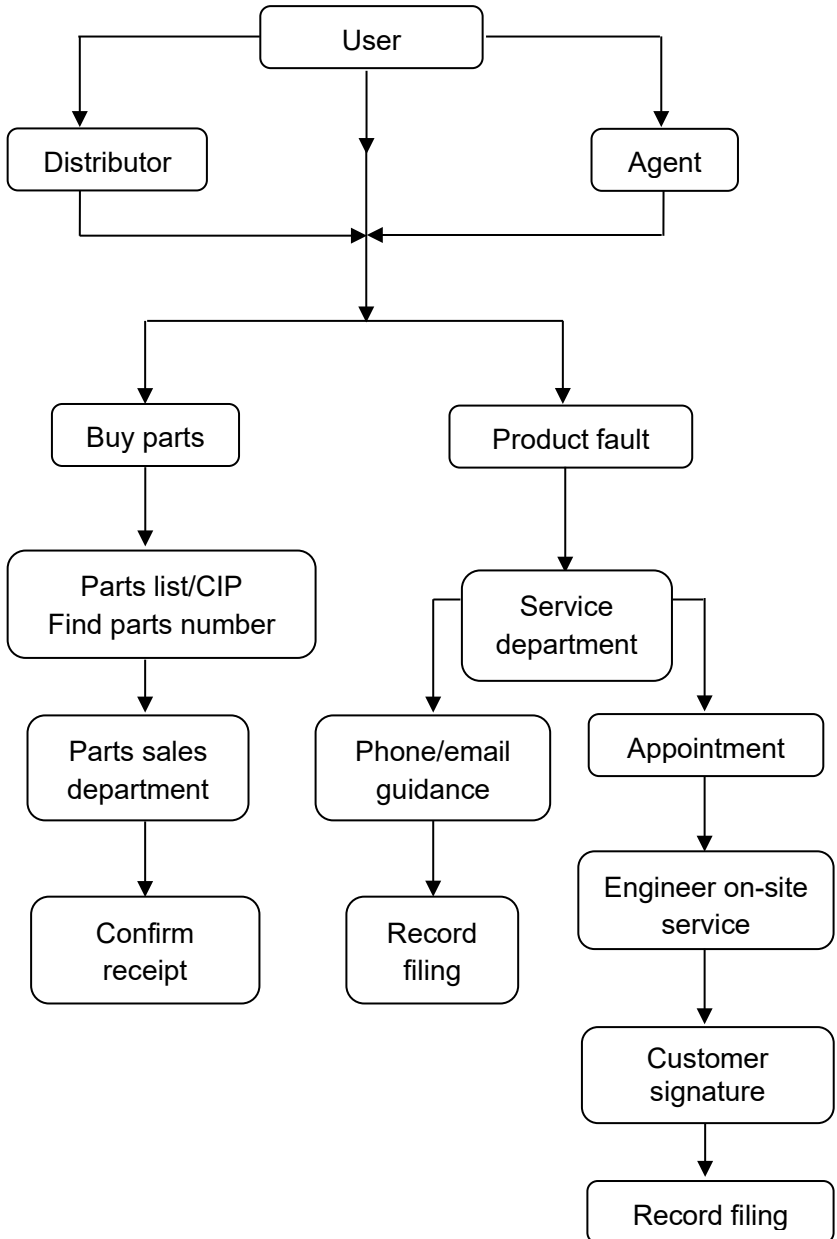 User
Distributor
Agent
Buy parts
Product fault
Parts list/CIP
Find parts number
Service
department
Parts sales
department
Phone/email
guidance
Appointment
Engineer on-site
service
Confirm
receipt
Record
filing
Customer
signature
Record filing